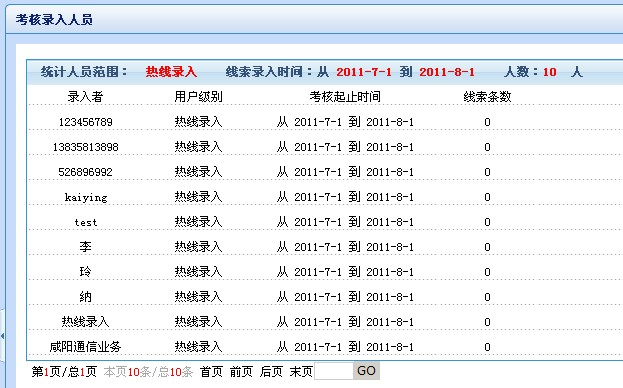 考核录入人员
统计人员范围： 热线录入 线索录入时间：从 2011-7-1 到 2011-8-1 人数：10 人
录入者 用户级别 考核起止时间 线索条数
123456789 热线录入 从 2011-7-1 到 2011-8-1 0
13835813898 热线录入 从 2011-7-1 到 2011-8-1 0
526896992 热线录入 从 2011-7-1 到 2011-8-1 0
kaiying 热线录入 从 2011-7-1 到 2011-8-1 0
test 热线录入 从 2011-7-1 到 2011-8-1 0
李 热线录入 从 2011-7-1 到 2011-8-1 0
玲 热线录入 从 2011-7-1 到 2011-8-1 0
纳 热线录入 从 2011-7-1 到 2011-8-1 0
热线录入 热线录入 从 2011-7-1 到 2011-8-1 0
咸阳通信业务 热线录入 从 2011-7-1 到 2011-8-1 0
第1页/总1页 本页10条/总10条 首页 前页 后页 末页 GO